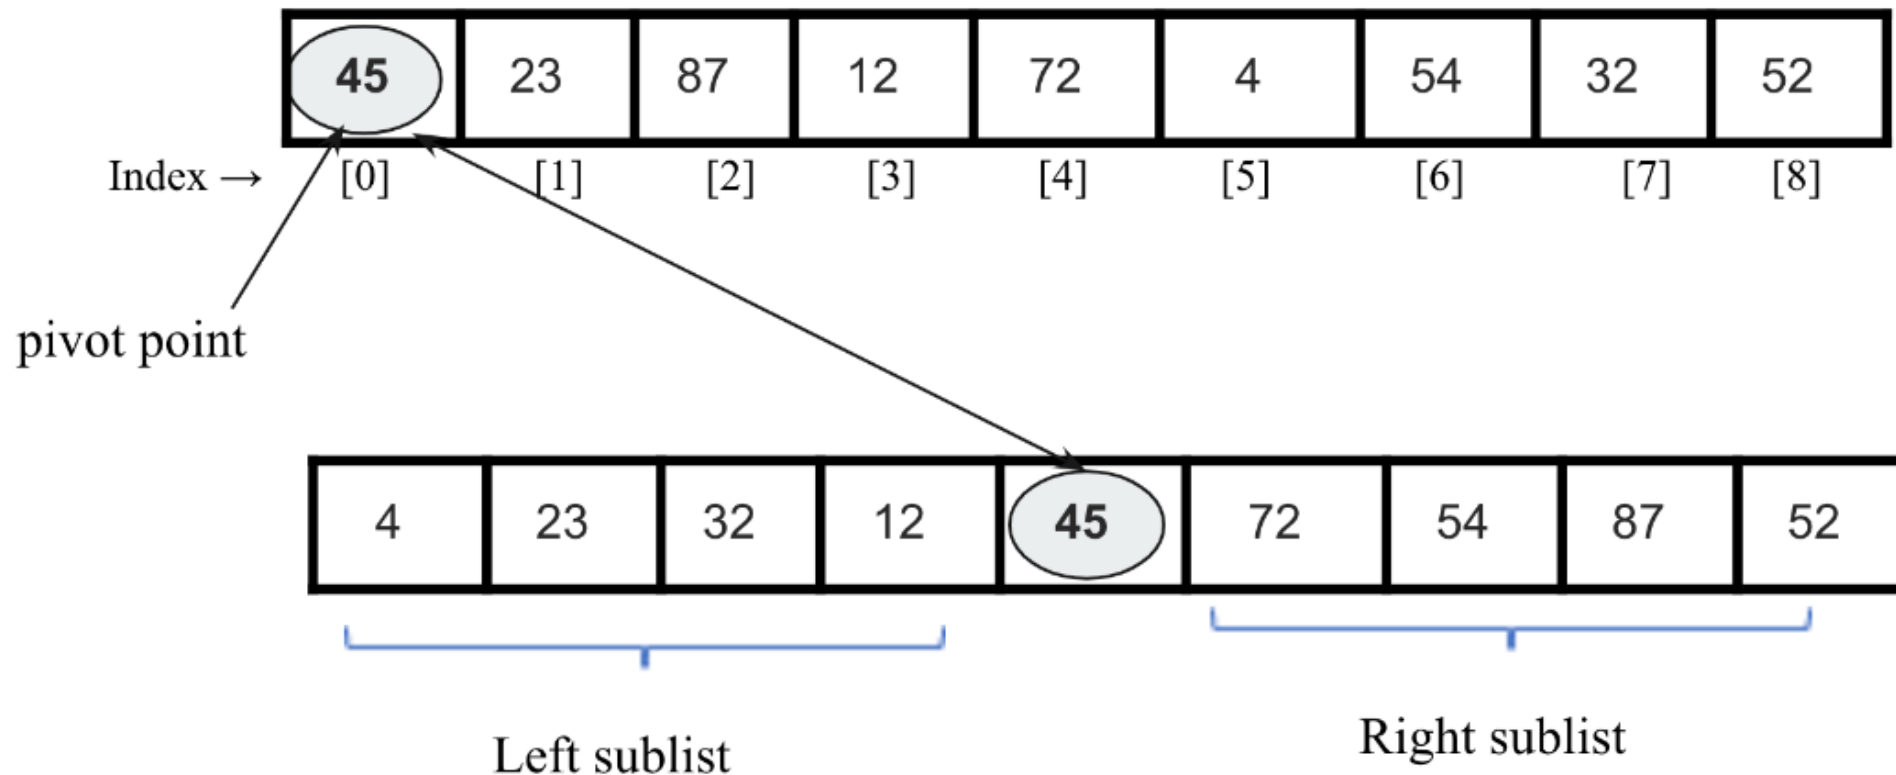 45 23 87 12 72 4 54 32 52
Index → [0] [1] [2] [3] [4] [5] [6] [7] [8]
pivot point
4 23 32 12 45 72 54 87 52
Left sublist
Right sublist